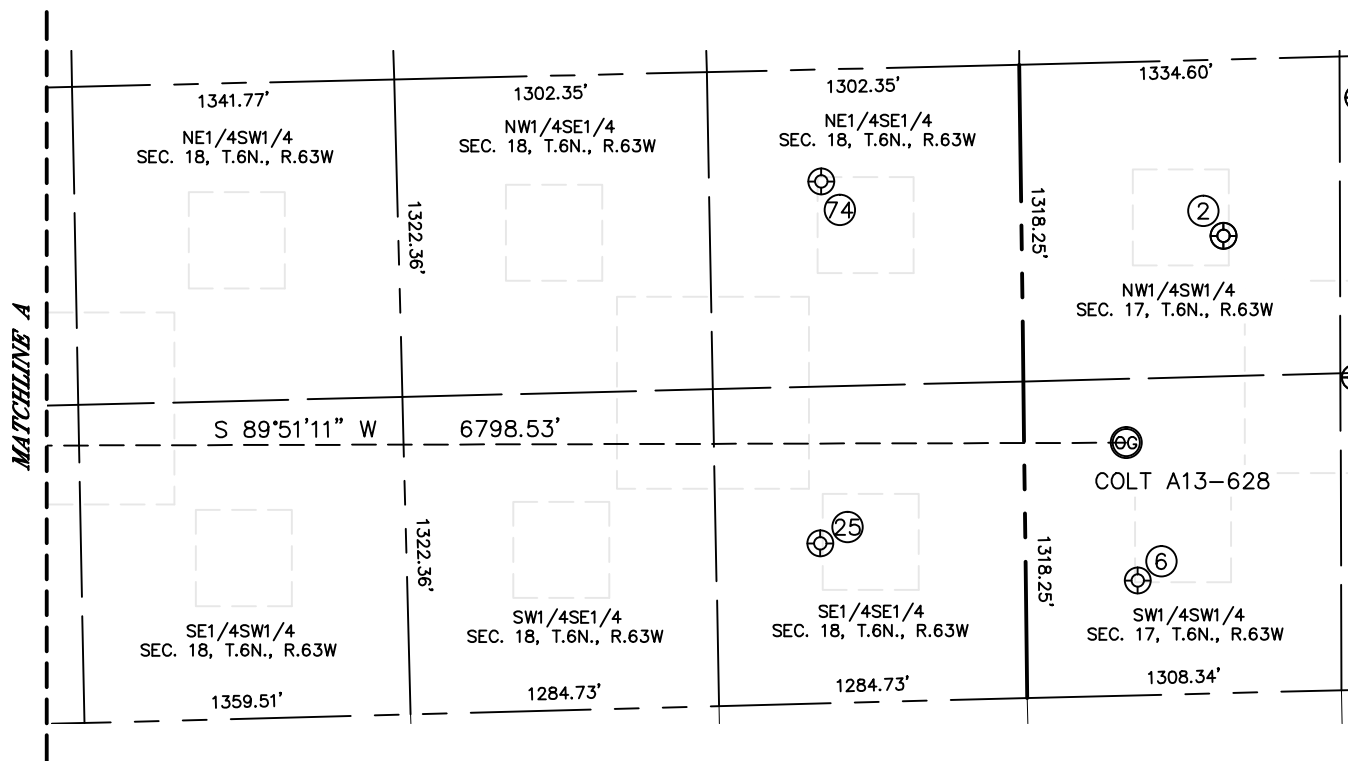 1341.77'
1302.35'
1302.35'
1334.60'
NE1/4SW1/4
SEC. 18, T.6N., R.63W
NW1/4SE1/4
SEC. 18, T.6N., R.63W
NE1/4SE1/4
SEC. 18, T.6N., R.63W
74
2
1322.36'
1318.25'
NW1/4SW1/4
SEC. 17, T.6N., R.63W
MATCHLINE A
S 89°51'11" W
6798.53'
OG
COLT A13-628
25
6
1322.36'
1318.25'
SE1/4SW1/4
SEC. 18, T.6N., R.63W
SW1/4SE1/4
SEC. 18, T.6N., R.63W
SE1/4SE1/4
SEC. 18, T.6N., R.63W
SW1/4SW1/4
SEC. 17, T.6N., R.63W
1359.51'
1284.73'
1284.73'
1308.34'